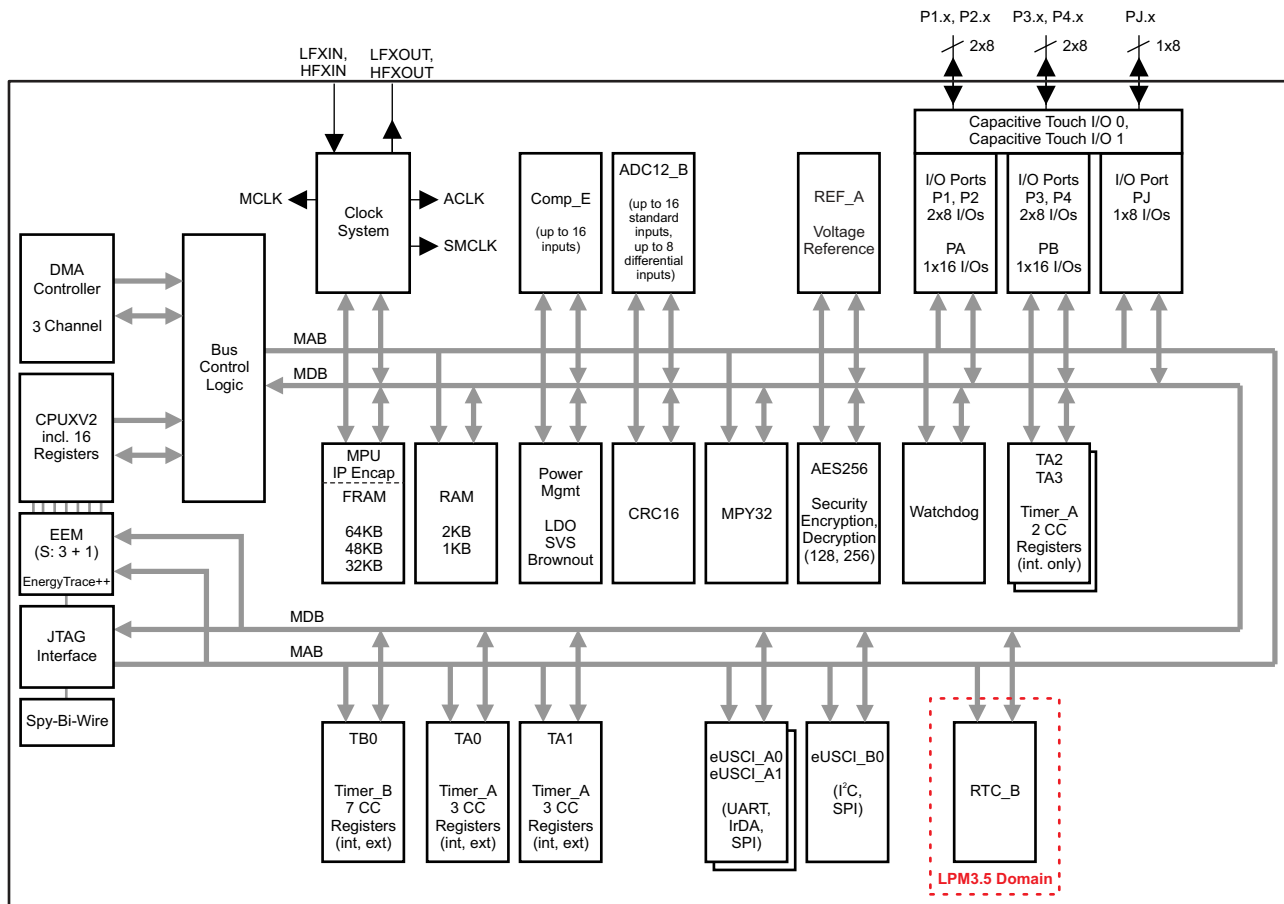 P1.x, P2.x
P3.x, P4.x
PJ.x
2x8
2x8
1x8
LFXIN,
HFXIN
LFXOUT,
HFXOUT
Capacitive Touch I/O 0,
Capacitive Touch I/O 1
MCLK
Clock
System
ACLK
SMCLK
Comp_E
(up to 16
inputs)
ADC12_B
(up to 16
standard
inputs,
up to 8
differential
inputs)
REF_A
Voltage
Reference
I/O Ports
P1, P2
2x8 I/Os
PA
1x16 I/Os
I/O Ports
P3, P4
2x8 I/Os
PB
1x16 I/Os
I/O Port
PJ
1x8 I/Os
DMA
Controller
3 Channel
Bus
Control
Logic
MAB
MDB
CPUXV2
incl. 16
Registers
MPU
IP Encap
FRAM
64KB
48KB
32KB
RAM
2KB
1KB
Power
Mgmt
LDO
SVS
Brownout
CRC16
MPY32
AES256
Security
Encryption,
Decryption
(128, 256)
Watchdog
TA2
TA3
Timer_A
2 CC
Registers
(int. only)
EEM
(S: 3 + 1)
EnergyTrace++
MDB
JTAG
Interface
MAB
Spy-Bi-Wire
TB0
Timer_B
7 CC
Registers
(int, ext)
TA0
Timer_A
3 CC
Registers
(int, ext)
TA1
Timer_A
3 CC
Registers
(int, ext)
eUSCI_A0
eUSCI_A1
(UART,
IrDA,
SPI)
eUSCI_B0
(I²C,
SPI)
RTC_B
LPM3.5 Domain